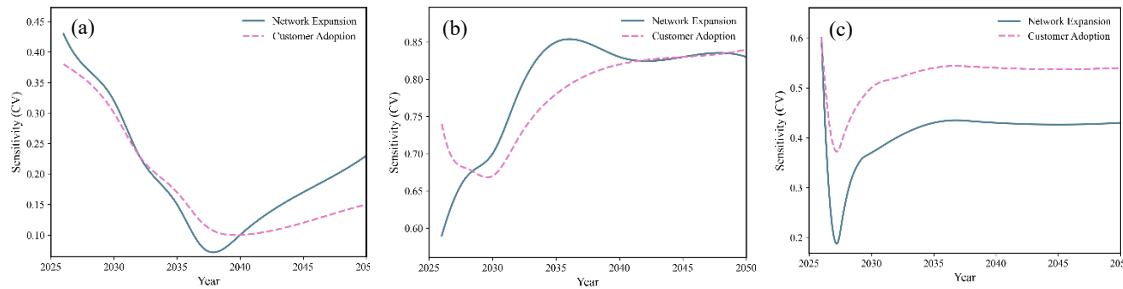 (a)
Network Expansion
Customer Adoption
Sensitivity (CV)
0.45
0.40
0.35
0.30
0.25
0.20
0.15
0.10
2025
2030
2035
2040
2045
205
Year
(b)
Network Expansion
Customer Adoption
Sensitivity (CV)
0.85
0.80
0.75
0.70
0.65
0.60
2025
2030
2035
2040
2045
2050
Year
(c)
Network Expansion
Customer Adoption
Sensitivity (CV)
0.6
0.5
0.4
0.3
0.2
2025
2030
2035
2040
2045
205
Year